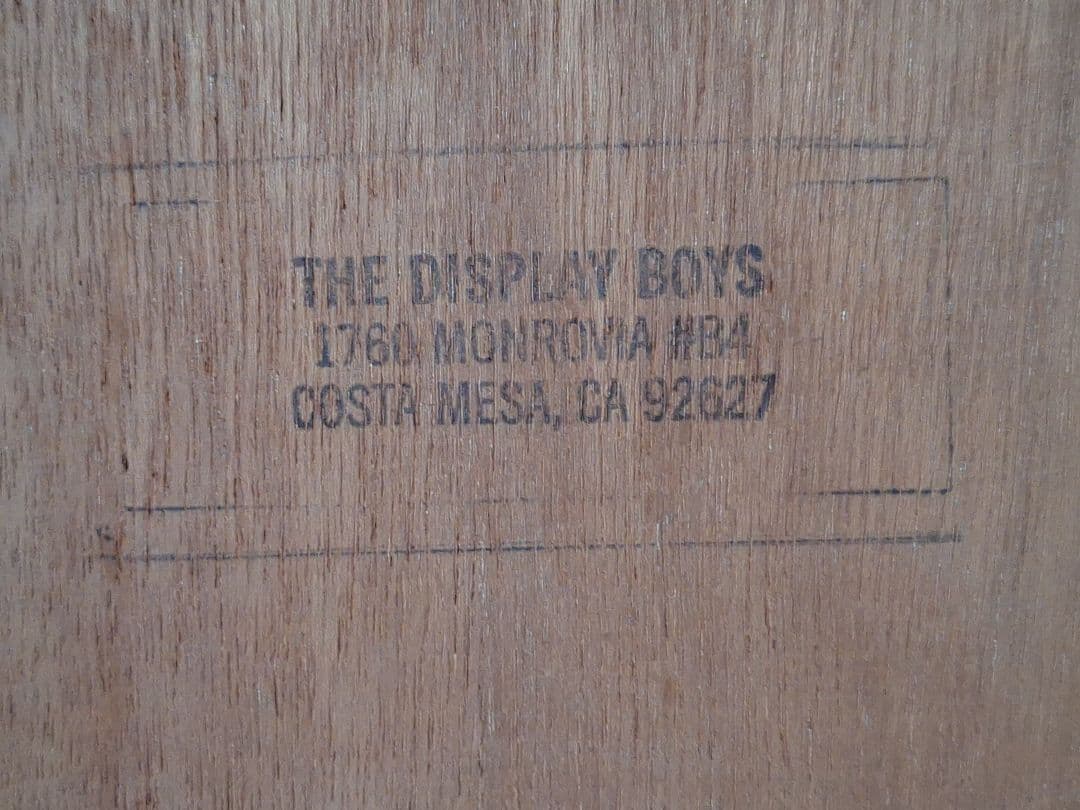 THE DISPLAY BOYS
1760 MONROVIA #B4
COSTA MESA, CA 92627